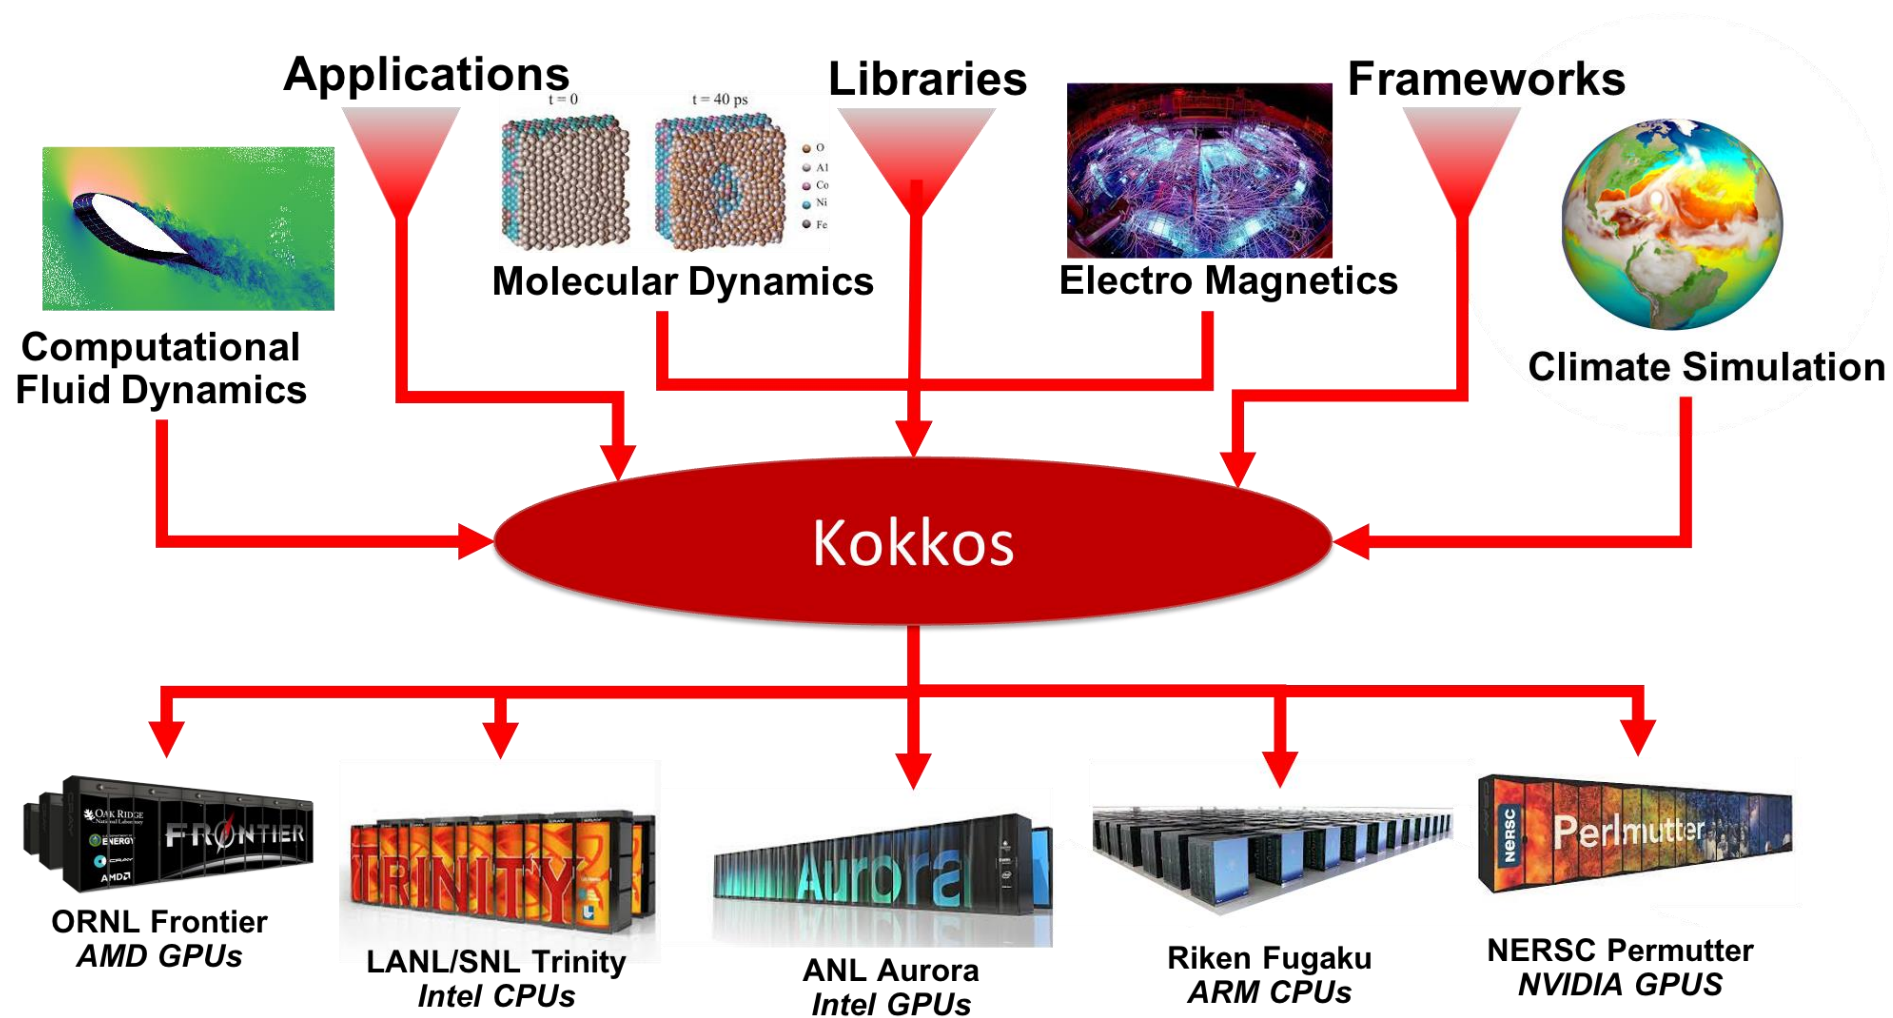 Applications
Libraries
Frameworks
t = 0
t = 40 ps
O
Al
Co
Ni
Fe
Molecular Dynamics
Electro Magnetics
Computational
Fluid Dynamics
Climate Simulation
Kokkos
OAK RIDGE
National Laboratory
ENERGY
CRAY
AMD
FRONTIER
TRINITY
Aurora
NERSC
Perlmutter
ORNL Frontier
AMD GPUs
LANL/SNL Trinity
Intel CPUs
ANL Aurora
Intel GPUs
Riken Fugaku
ARM CPUs
NERSC Permutter
NVIDIA GPUS